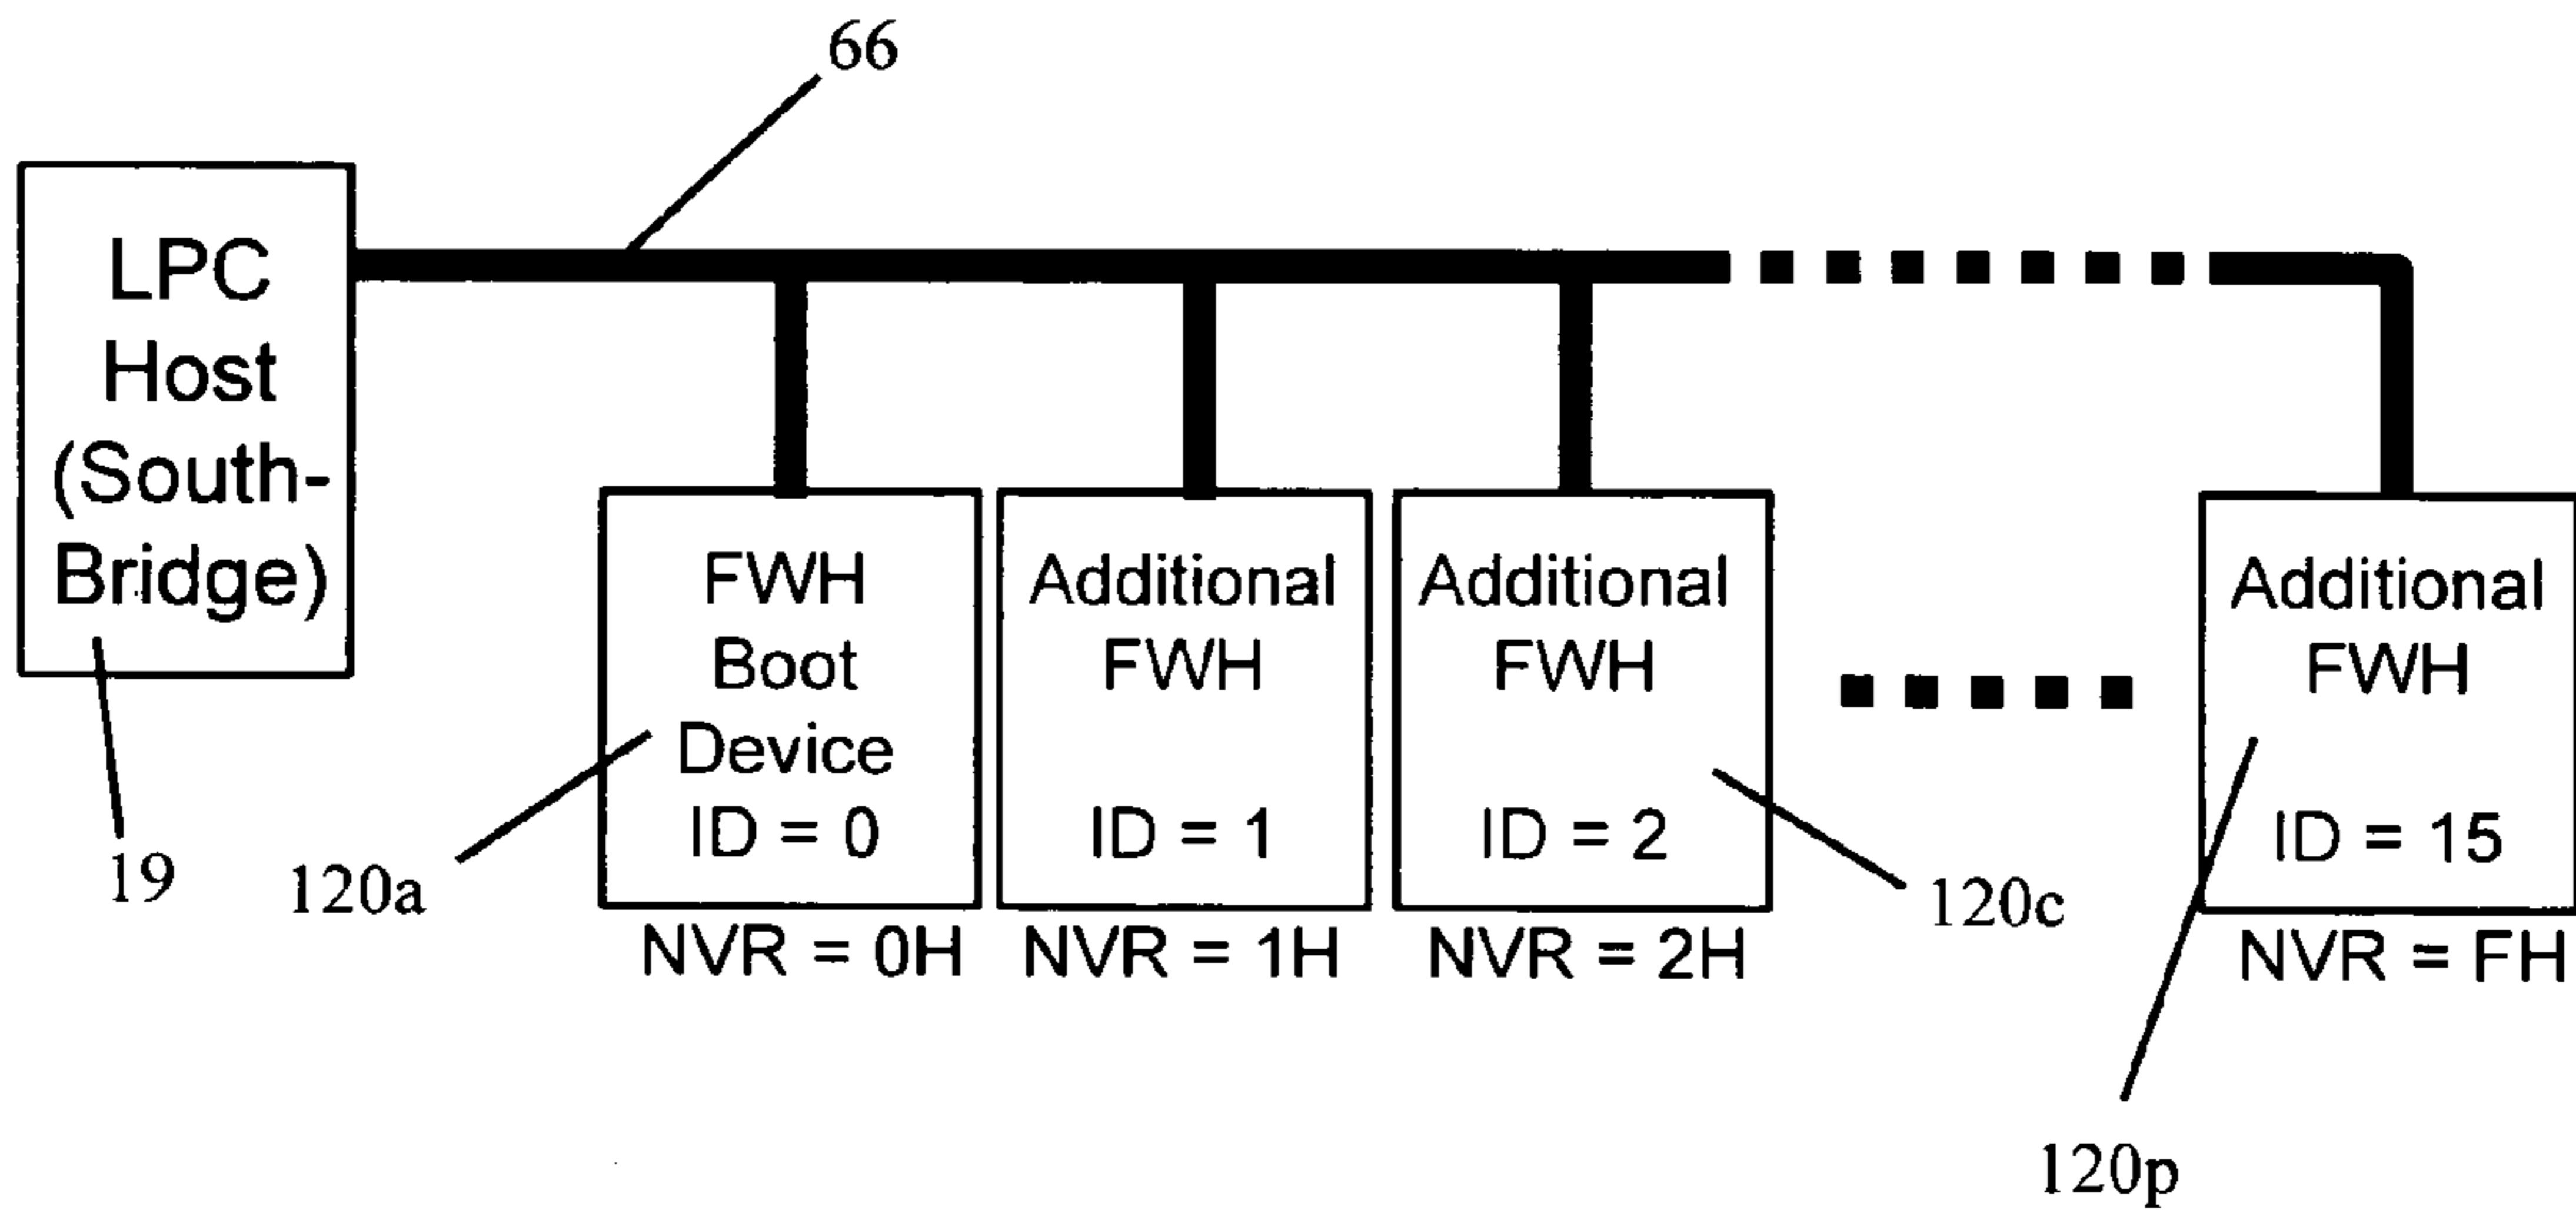 66
LPC
Host
(South-
Bridge)
19
FWH
Boot
Device
ID = 0
NVR = 0H
120a
Additional
FWH
ID = 1
NVR = 1H
Additional
FWH
ID = 2
NVR = 2H
120c
Additional
FWH
ID = 15
NVR = FH
120p